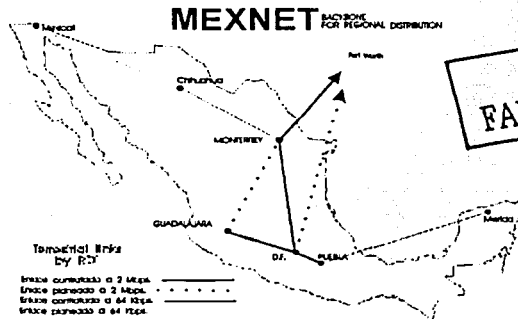 MEXNET BACKBONE
FOR REGIONAL DISTRIBUTION
Mexicali
Fort Worth
Chihuahua
FA
MONTERREY
GUADALAJARA
D.F.
PUEBLA
Merida
Terrestrial links
by RDI
Enlace contratado a 2 Mbps.
Enlace planeado a 2 Mbps.
Enlace contratado a 64 Kbps.
Enlace planeado a 64 Kbps.